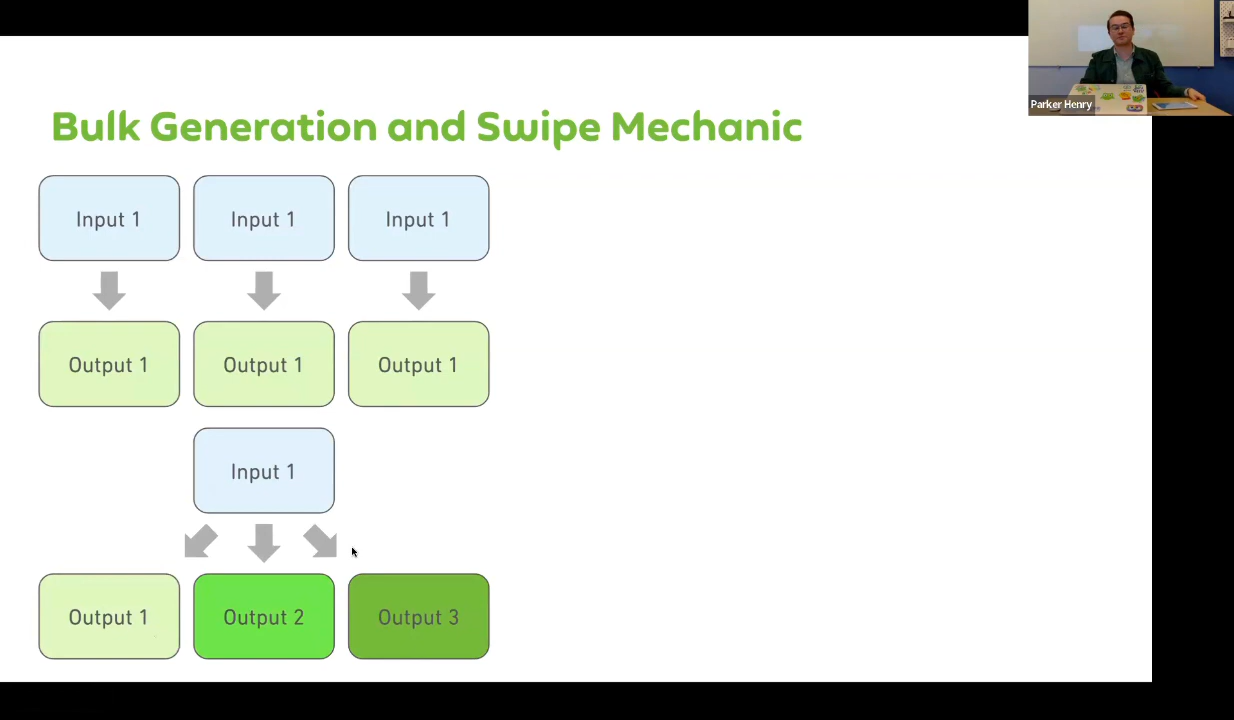 Parker Henry
Bulk Generation and Swipe Mechanic
Input 1 Input 1 Input 1
Output 1 Output 1 Output 1
Input 1
Output 1 Output 2 Output 3